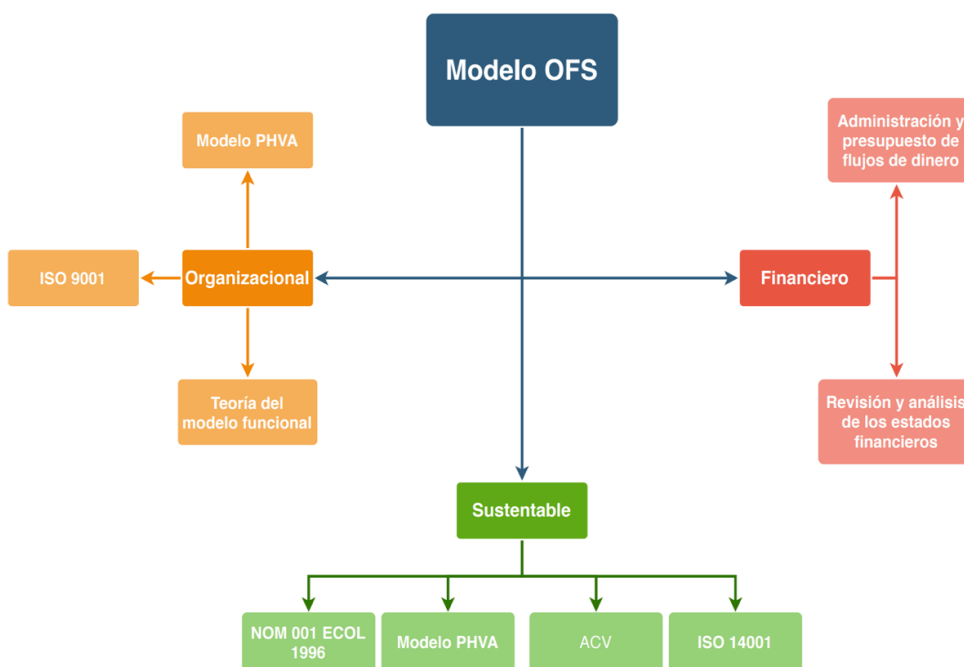 Modelo OFS
Modelo PHVA
Administración y
presupuesto de
flujos de dinero
ISO 9001
Organizacional
Financiero
Teoría del
modelo funcional
Revisión y análisis
de los estados
financieros
Sustentable
NOM 001 ECOL
1996
Modelo PHVA
ACV
ISO 14001